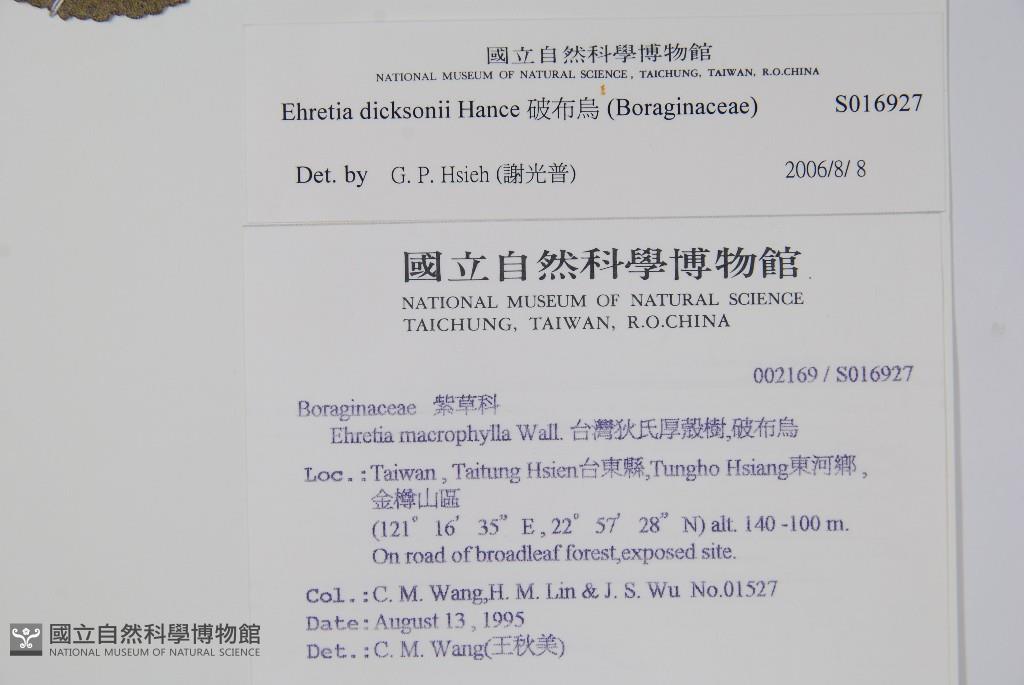 國立自然科學博物館
NATIONAL MUSEUM OF NATURAL SCIENCE, TAICHUNG, TAIWAN, R.O.CHINA
Ehretia dicksonii Hance 破布烏 (Boraginaceae) S016927
Det. by G. P. Hsieh (謝光普) 2006/8/ 8
國立自然科學博物館
NATIONAL MUSEUM OF NATURAL SCIENCE
TAICHUNG, TAIWAN, R.O.CHINA
002169 / S016927
Boraginaceae 紫草科
Ehretia macrophylla Wall. 台灣狄氏厚殼樹,破布烏
Loc.:Taiwan , Taitung Hsien台東縣,Tungho Hsiang東河鄉 ,
金樽山區
(121° 16′ 35” E , 22° 57′ 28” N) alt. 140 -100 m.
On road of broadleaf forest,exposed site.
Col.:C. M. Wang,H. M. Lin & J. S. Wu No.01527
Date:August 13 , 1995
Det.:C. M. Wang(王秋美)
國立自然科學博物館
NATIONAL MUSEUM OF NATURAL SCIENCE